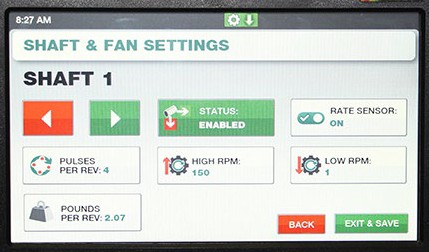 8:27 AM
SHAFT & FAN SETTINGS
SHAFT 1
STATUS:
ENABLED
RATE SENSOR:
ON
PULSES
PER REV: 4
HIGH RPM:
150
LOW RPM:
1
POUNDS
PER REV: 2.07
BACK
EXIT & SAVE